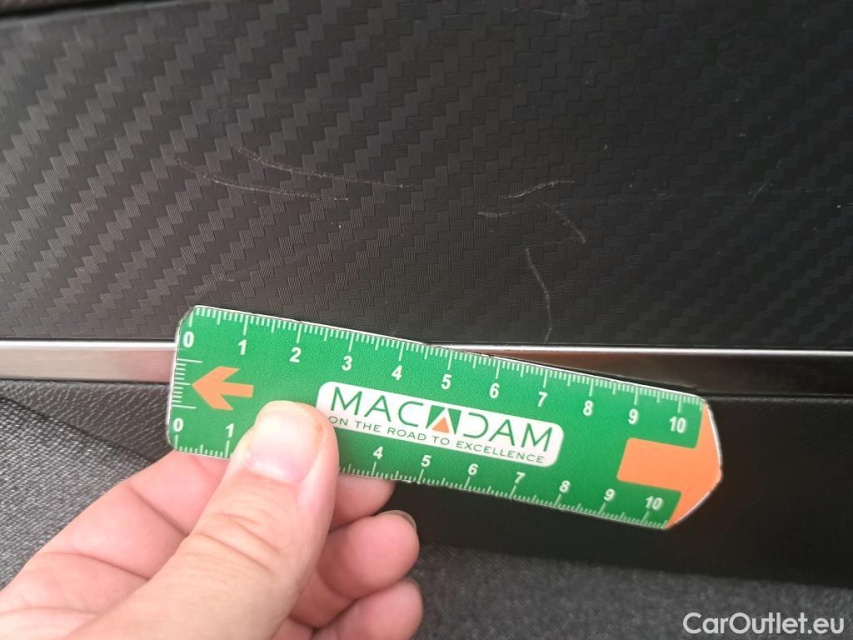 0 1 2 3 4 5 6 7 8 9 10
MACADAM
ON THE ROAD TO EXCELLENCE
0 1 4 5 6 7 8 9 10
CarOutlet.eu